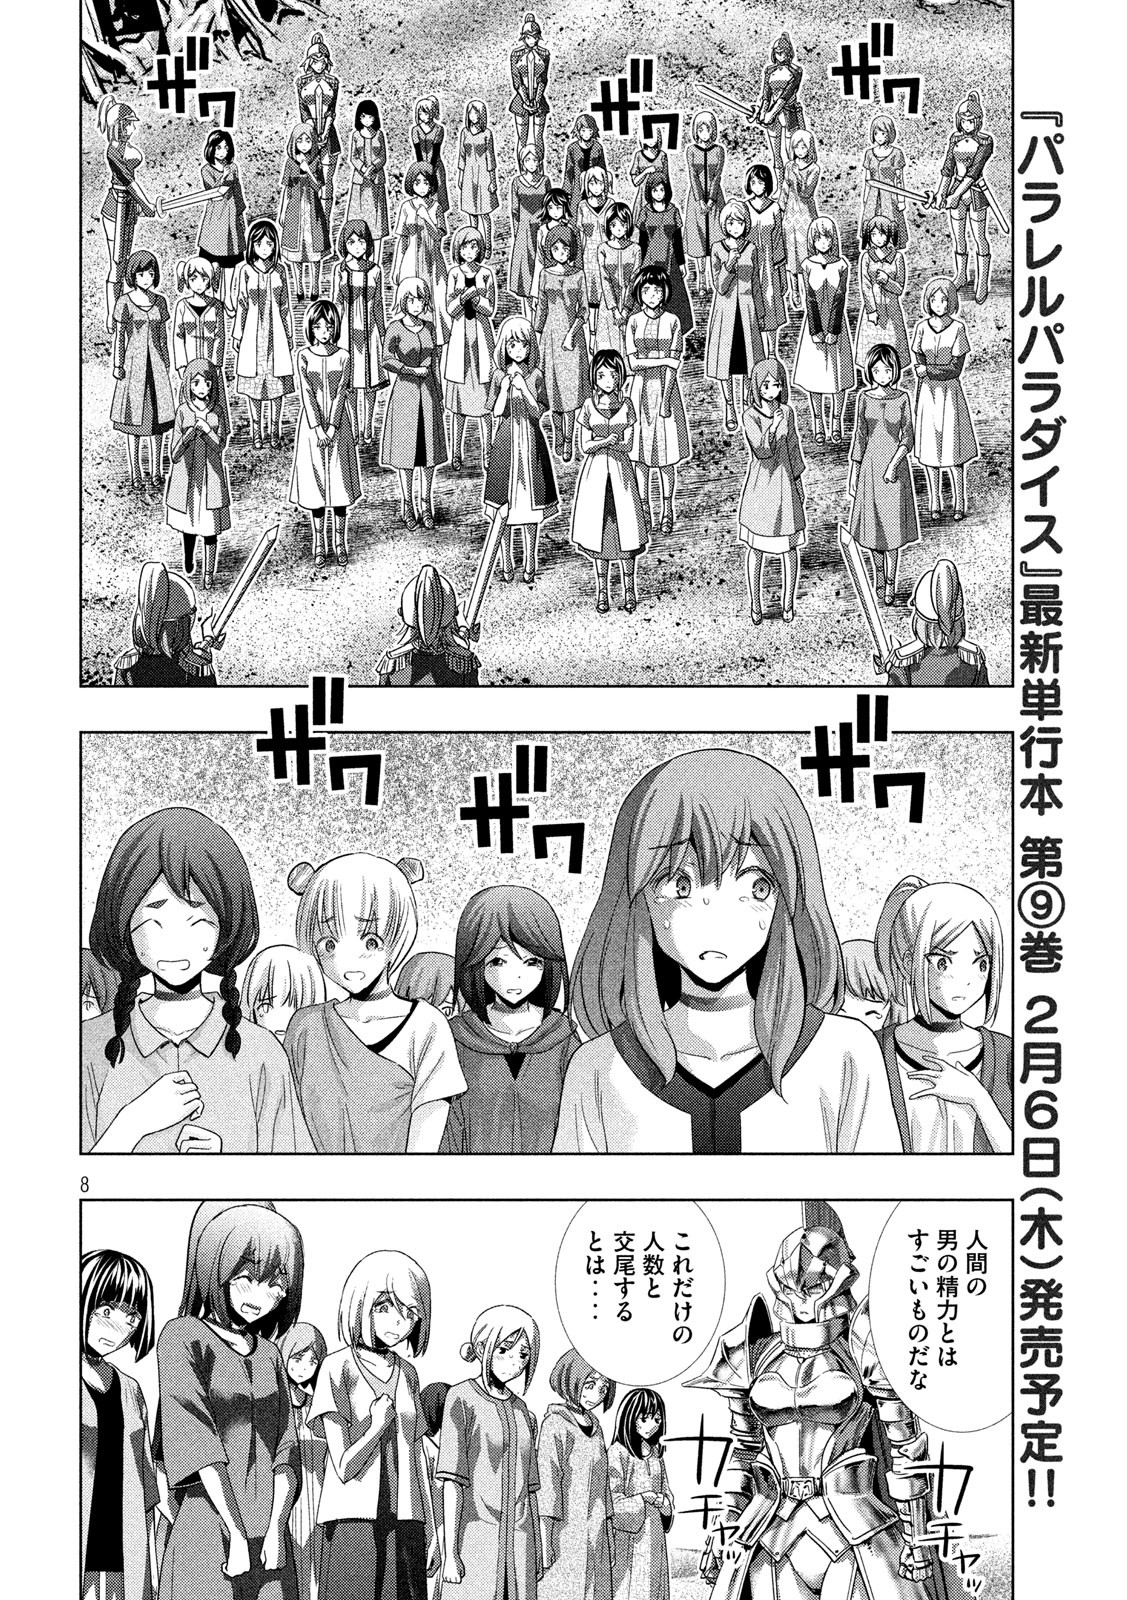 『パラレルパラダイス』最新単行本 第⑨巻 2月6日(木)発売予定!!
ザワ
ザワ
ザワ
ザワ
ザワ
ザワ
人間の
男の精力とは
すごいものだな
これだけの
人数と
交尾する
とは‥‥
カチャッ
カチャッ
8